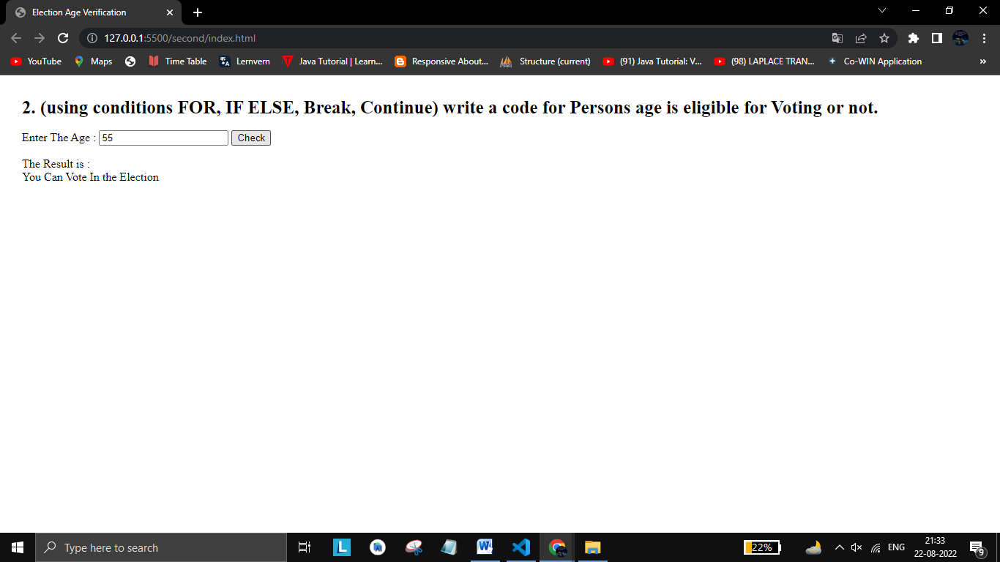 Election Age Verification
127.0.0.1:5500/second/index.html
YouTube Maps Time Table Lernvern Java Tutorial | Learn... Responsive About... Structure (current) (91) Java Tutorial: V... (98) LAPLACE TRAN... Co-WIN Application »
2. (using conditions FOR, IF ELSE, Break, Continue) write a code for Persons age is eligible for Voting or not.
Enter The Age : 55 Check
The Result is :
You Can Vote In the Election
Type here to search L W 22% ENG 21:33
22-08-2022 9